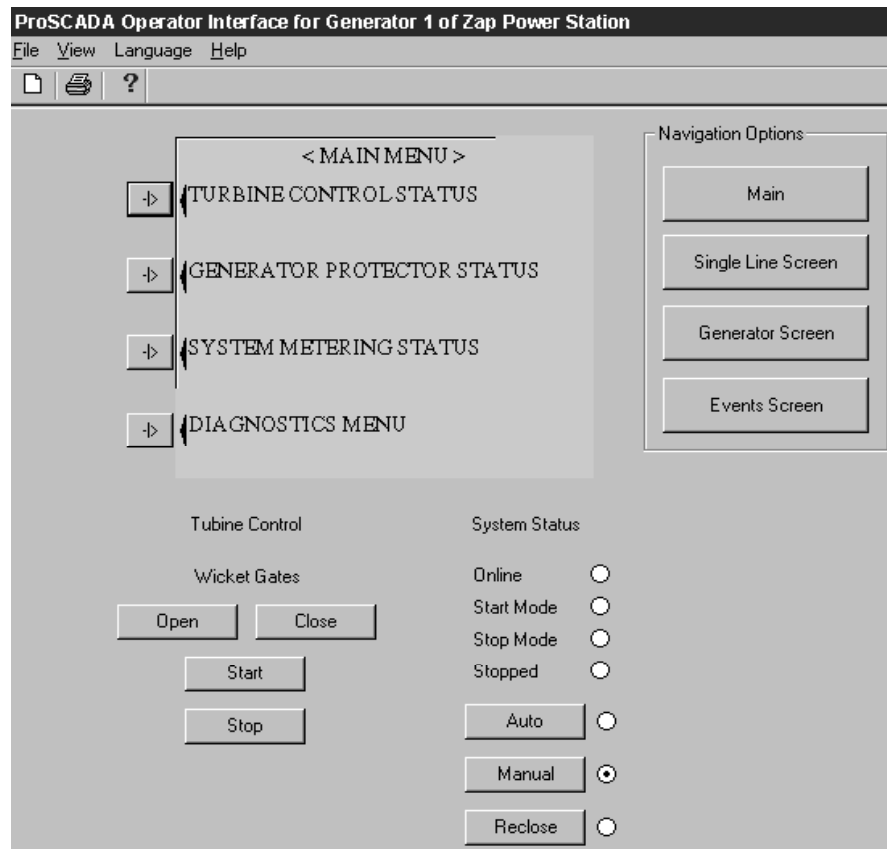 ProSCADA Operator Interface for Generator 1 of Zap Power Station
File View Language Help
?
< MAIN MENU >
TURBINE CONTROL STATUS
GENERATOR PROTECTOR STATUS
SYSTEM METERING STATUS
DIAGNOSTICS MENU
Navigation Options
Main
Single Line Screen
Generator Screen
Events Screen
Tubine Control
Wicket Gates
Open Close
Start
Stop
System Status
Online
Start Mode
Stop Mode
Stopped
Auto
Manual
Reclose